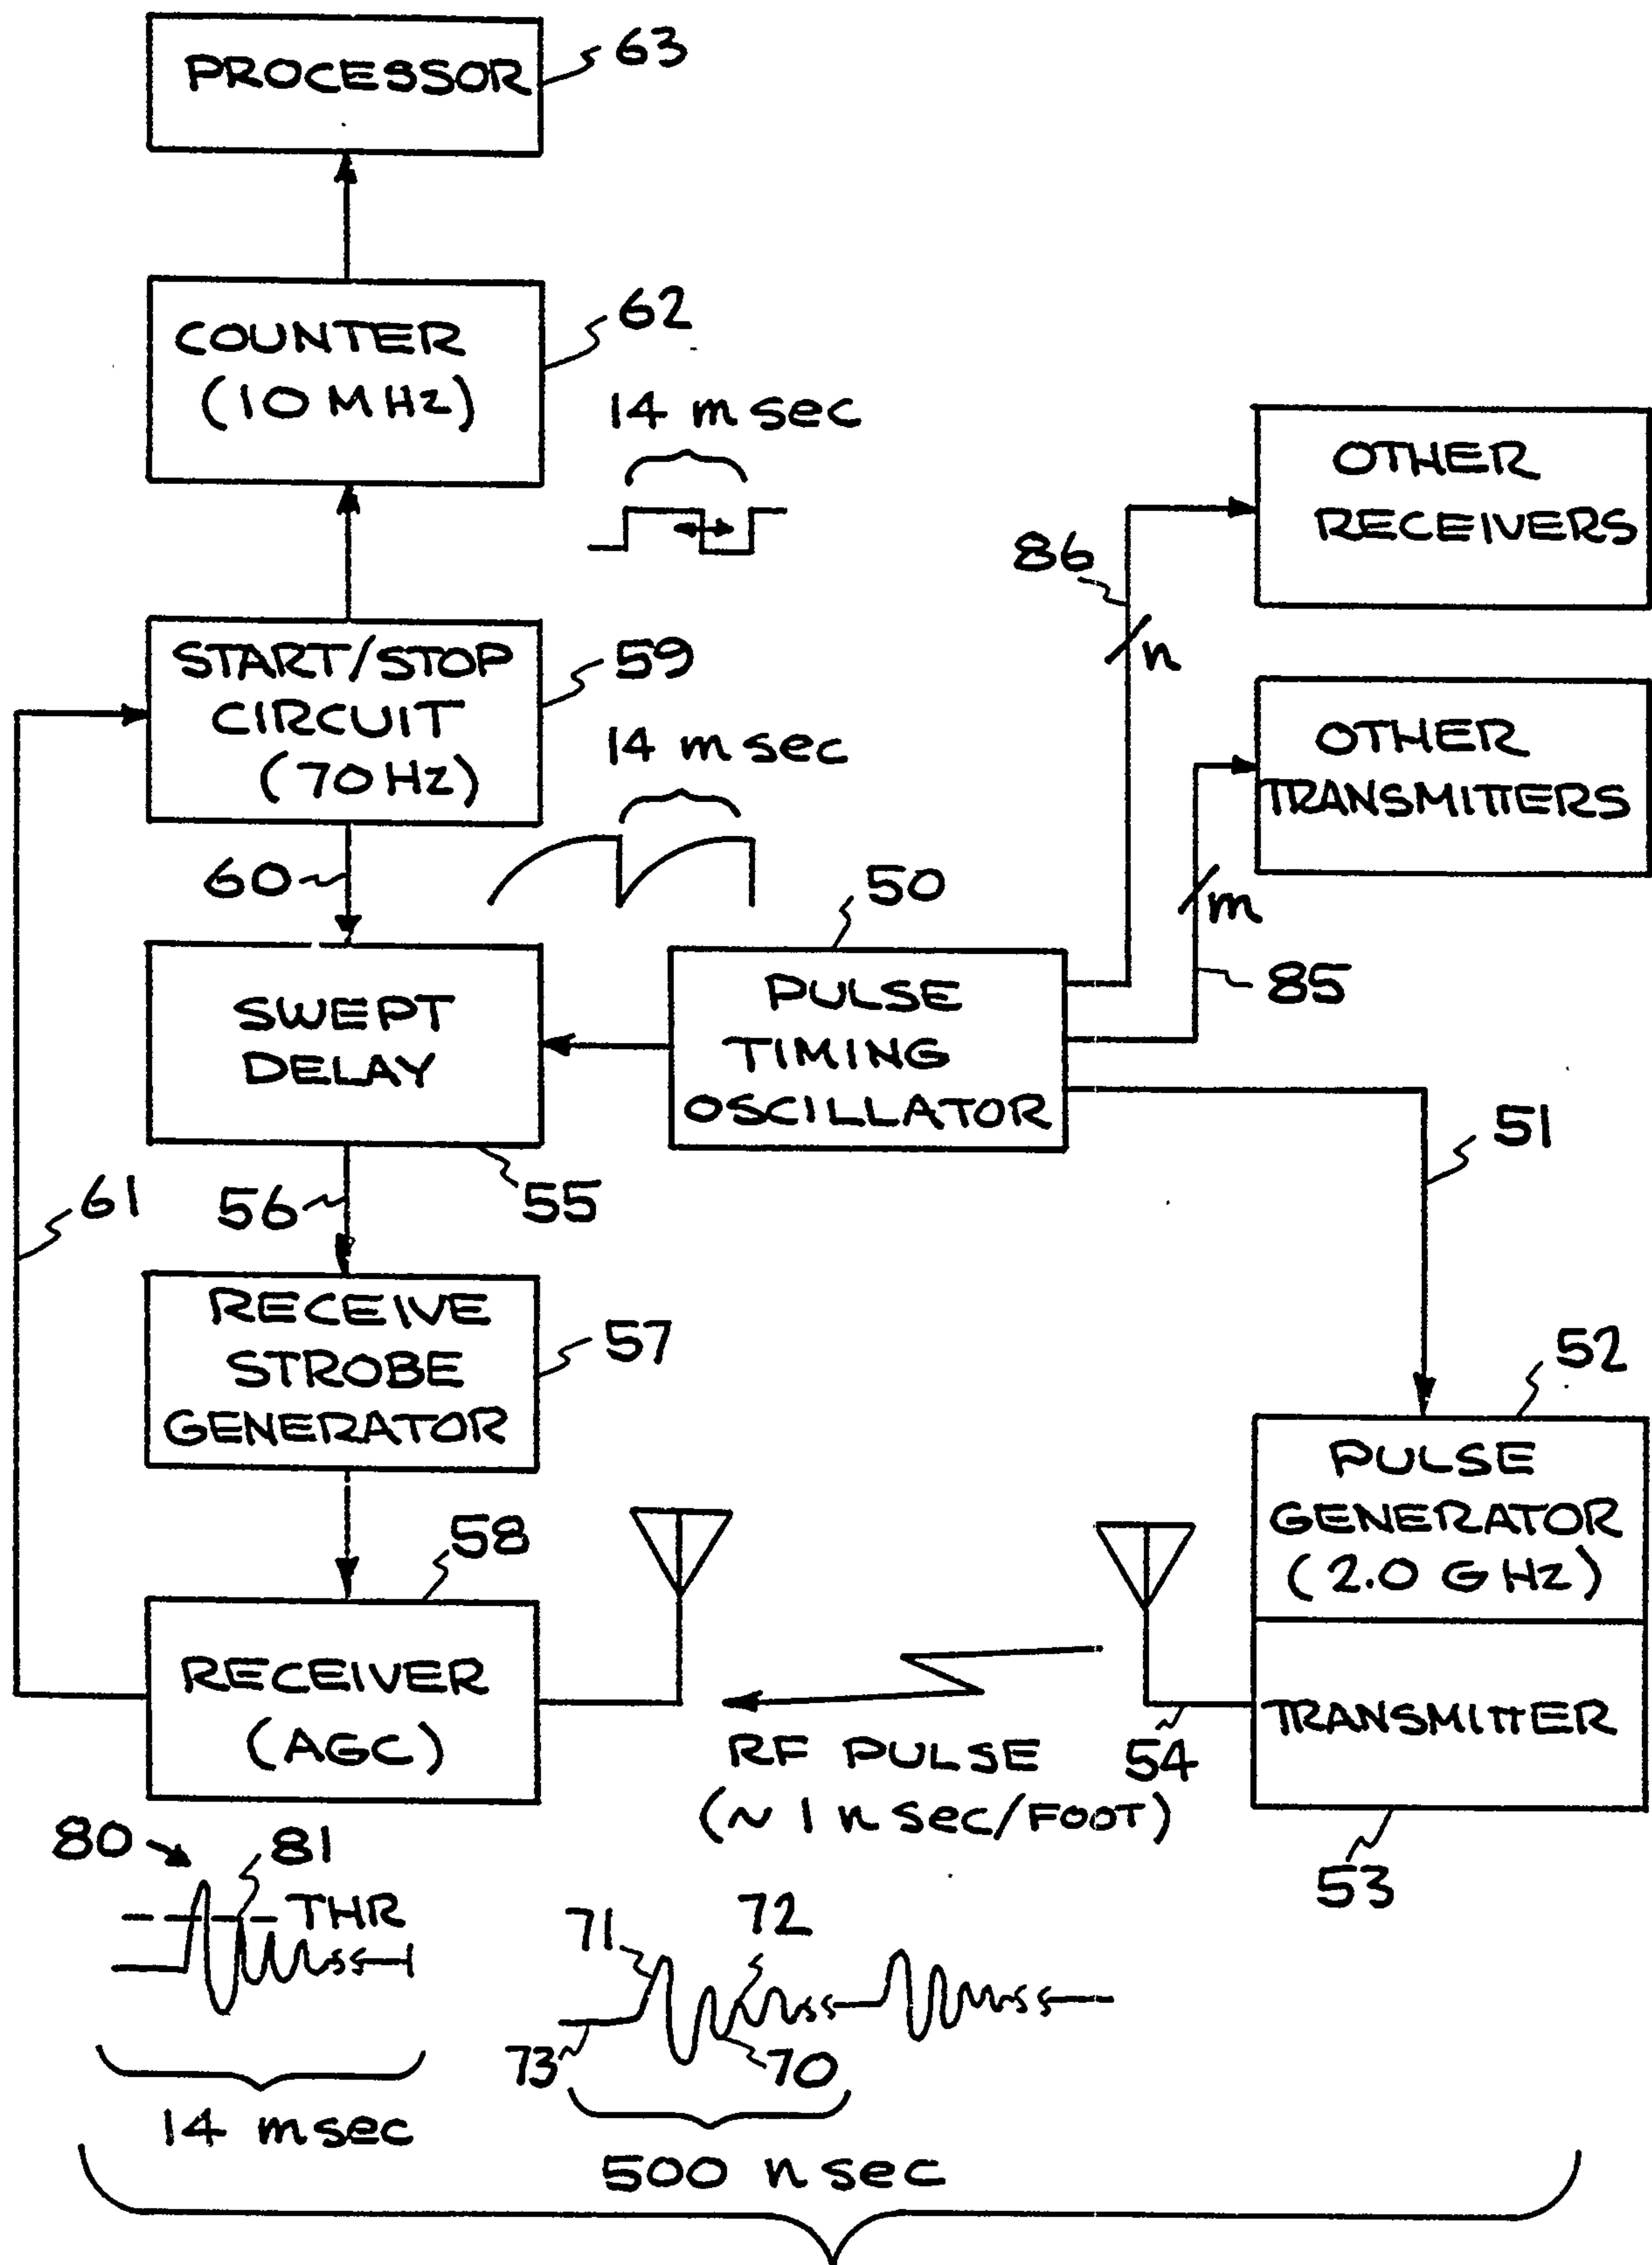 PROCESSOR
63
COUNTER
(10 MHz)
62
14 m sec
OTHER
RECEIVERS
86
n
START/STOP
CIRCUIT
(70 Hz)
59
14 m sec
OTHER
TRANSMITTERS
m
85
60
50
SWEPT
DELAY
55
PULSE
TIMING
OSCILLATOR
51
61
56
RECEIVE
STROBE
GENERATOR
57
52
PULSE
GENERATOR
(2.0 GHz)
58
RECEIVER
(AGC)
RF PULSE
(~ 1 n sec/FOOT)
54
TRANSMITTER
53
80
81
THR
71
72
73
70
14 msec
500 n sec